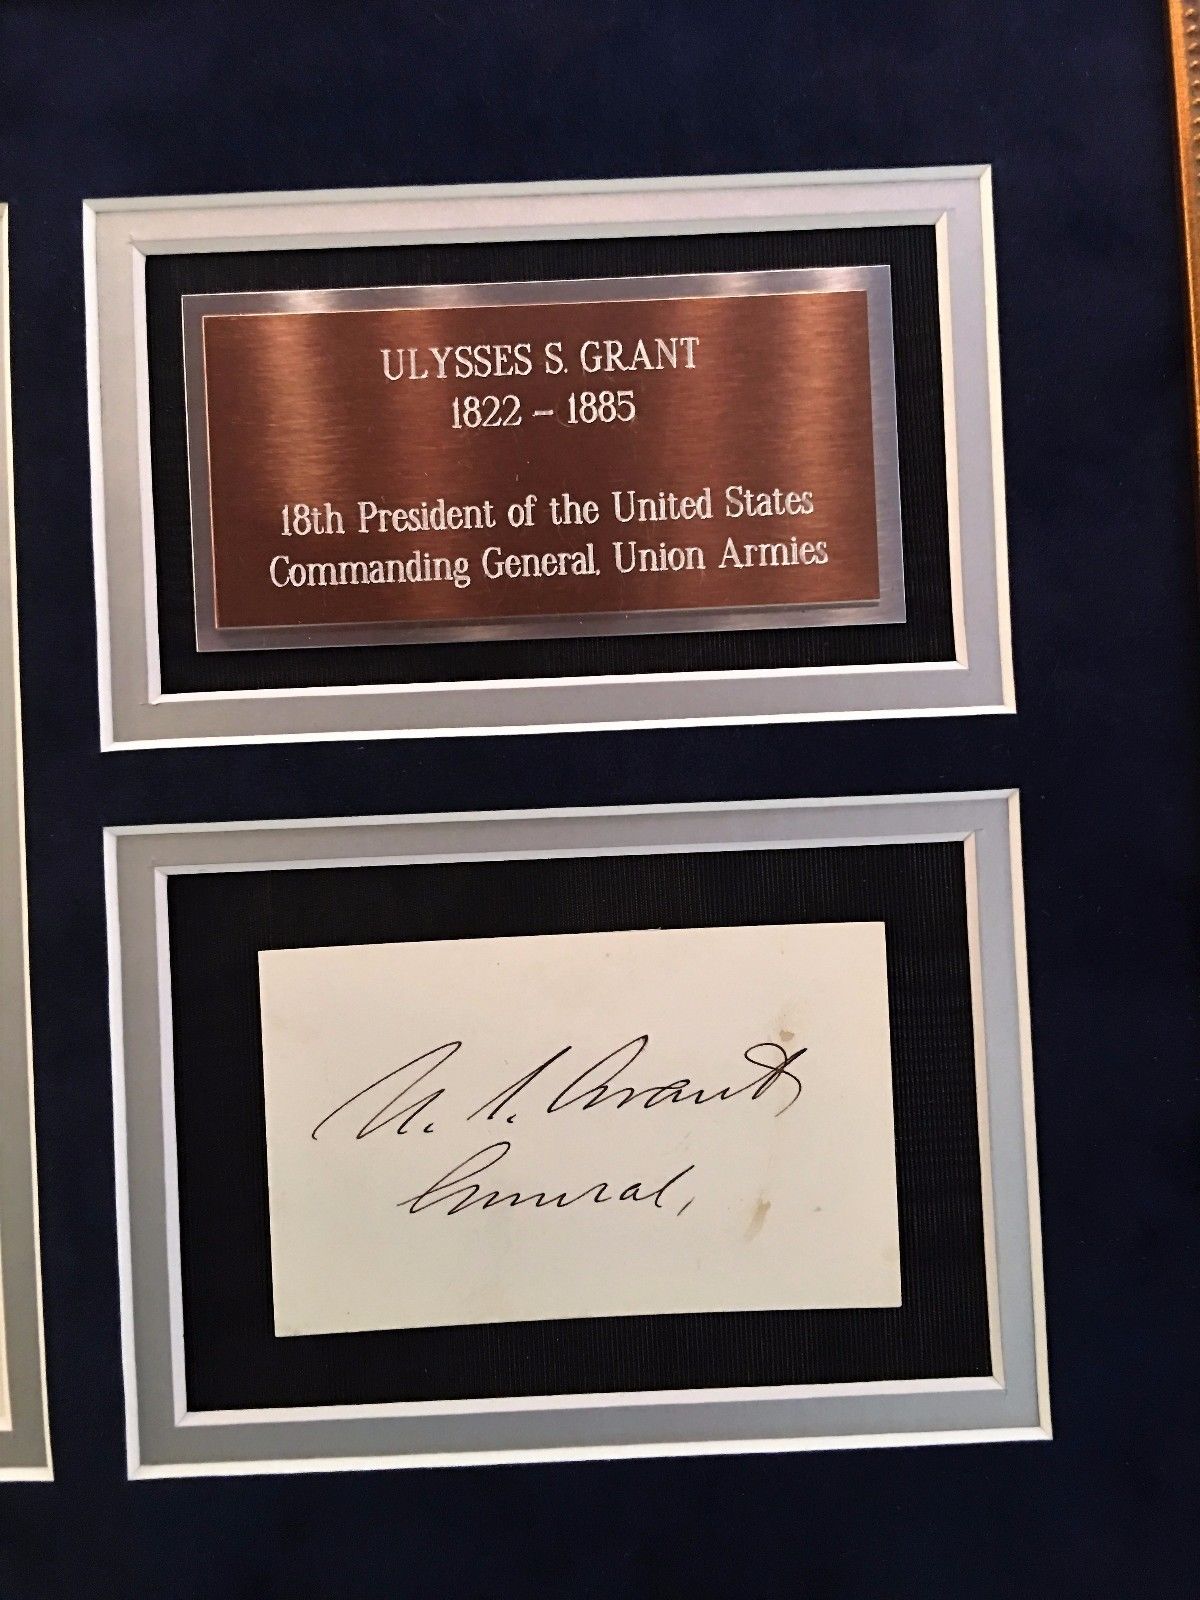 ULYSSES S. GRANT
1822 – 1885
18th President of the United States
Commanding General, Union Armies
U. S. Grant
General,